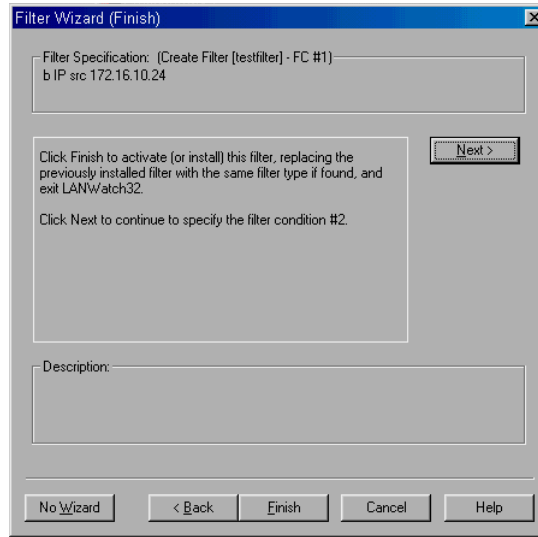 Filter Wizard (Finish)
Filter Specification: (Create Filter [testfilter] - FC #1)
b IP src 172.16.10.24
Click Finish to activate (or install) this filter, replacing the
previously installed filter with the same filter type if found, and
exit LANWatch32.
Click Next to continue to specify the filter condition #2.
Next >
Description:
No Wizard
< Back
Finish
Cancel
Help